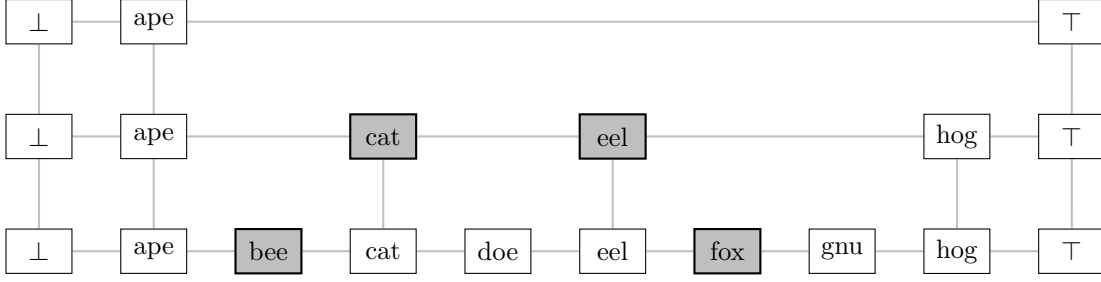 ⊥ ape ⊤
⊥ ape cat eel hog ⊤
⊥ ape bee cat doe eel fox gnu hog ⊤